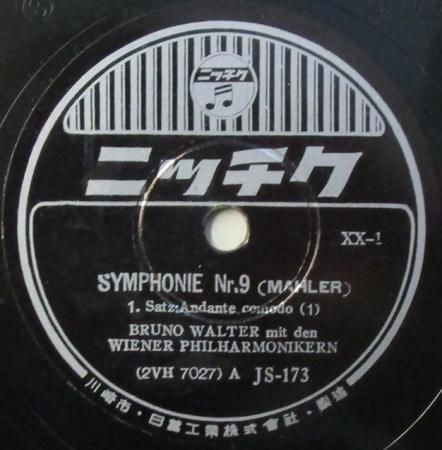 ニッチク
ニッチク
XX-1
SYMPHONIE Nr.9 (MAHLER)
1. Satz:Andante comodo (1)
BRUNO WALTER mit den
WIENER PHILHARMONIKERN
(2VH 7027) A JS-173
川崎市・日蓄工業株式會社・製造